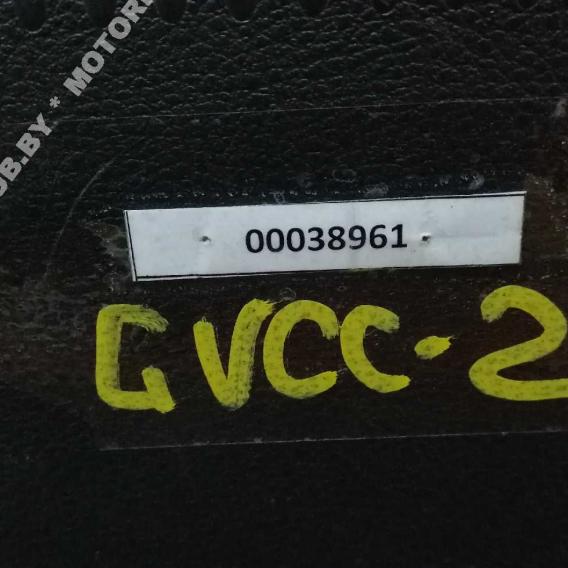 OB.BY * MOTOR
00038961
GVCC-2